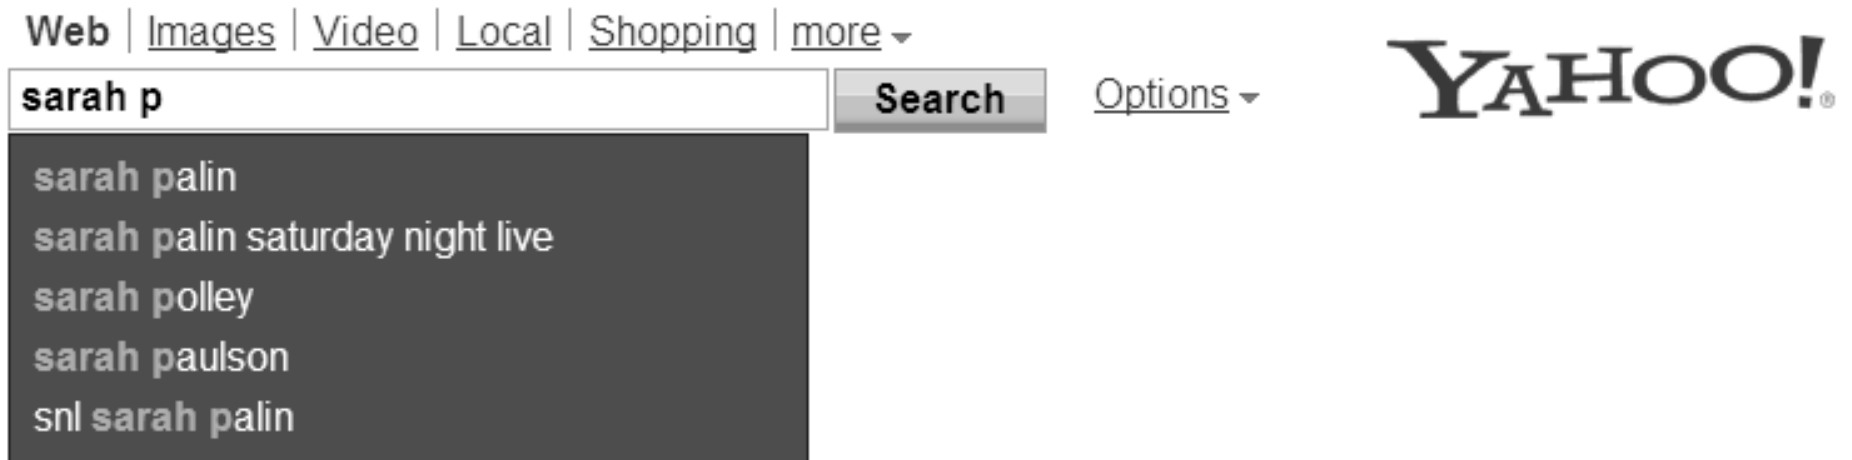 Web | Images | Video | Local | Shopping | more
sarah p Search Options YAHOO!®
sarah palin
sarah palin saturday night live
sarah polley
sarah paulson
snl sarah palin